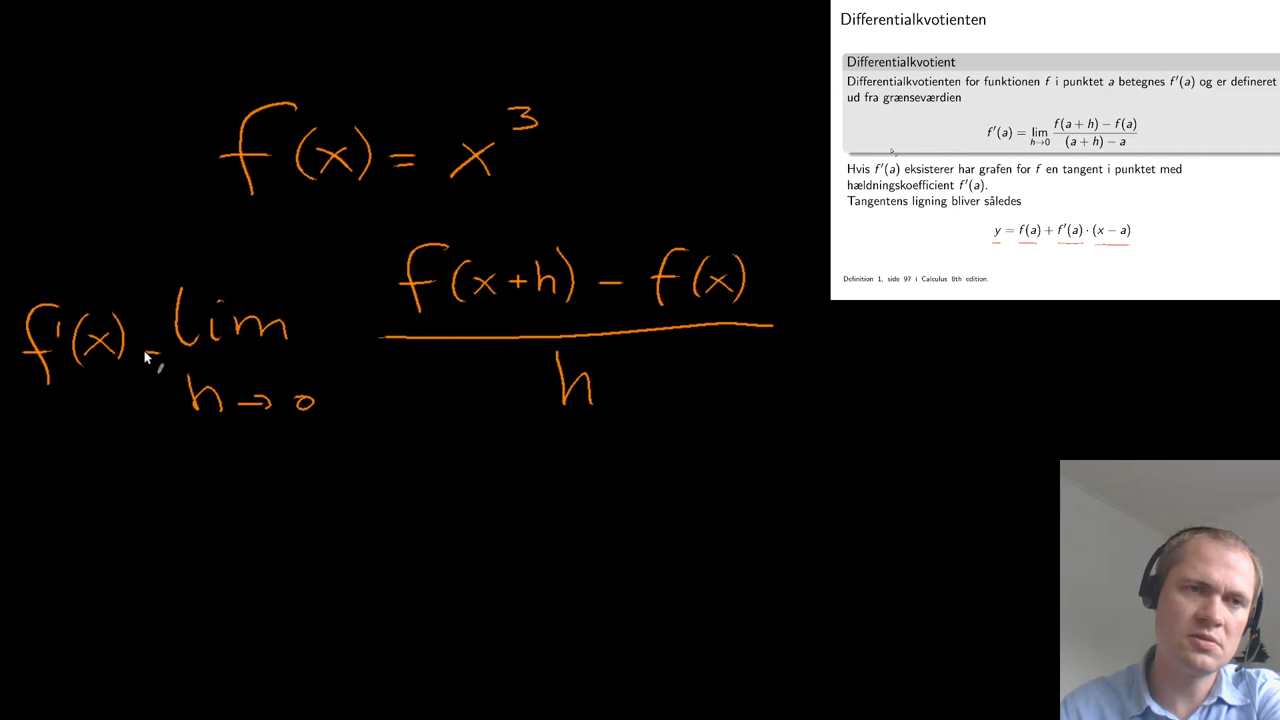 f(x) = x³
f'(x) = lim h→0 f(x+h) − f(x) / h
Differentialkvotienten
Differentialkvotient
Differentialkvotienten for funktionen f i punktet a betegnes f'(a) og er defineret
ud fra grænseværdien
f'(a) = lim h→0 f(a + h) − f(a) / (a + h) − a
Hvis f'(a) eksisterer har grafen for f en tangent i punktet med
hældningskoefficient f'(a).
Tangentens ligning bliver således
y = f(a) + f'(a) · (x − a)
Definition 1, side 97 i Calculus 8th edition.